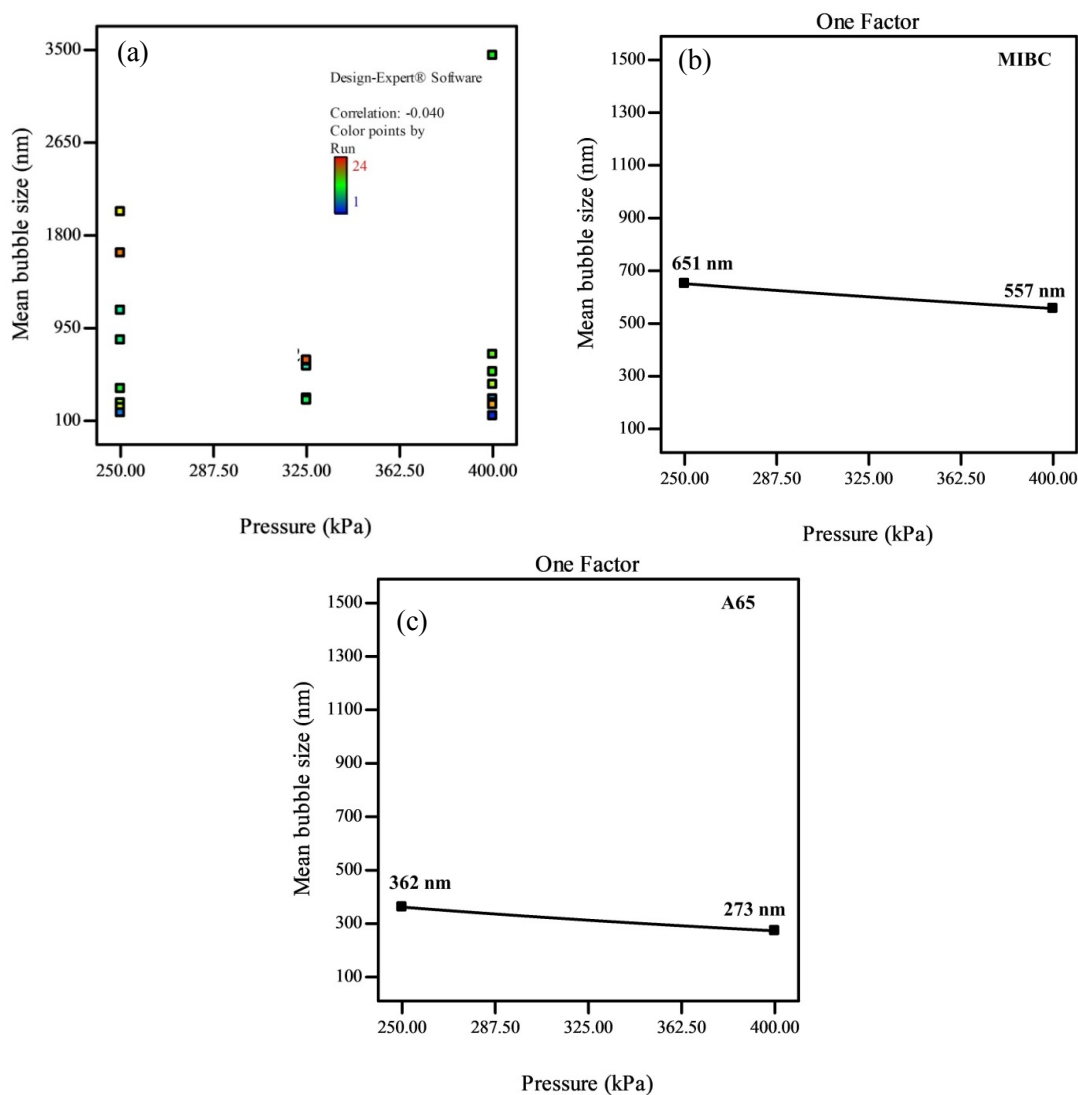 (a)
Design-Expert® Software
Correlation: -0.040
Color points by
Run
24
1
Mean bubble size (nm)
3500
2650
1800
950
100
250.00 287.50 325.00 362.50 400.00
Pressure (kPa)
One Factor
(b)
MIBC
Mean bubble size (nm)
1500
1300
1100
900
700
500
300
100
651 nm
557 nm
250.00 287.50 325.00 362.50 400.00
Pressure (kPa)
One Factor
(c)
A65
Mean bubble size (nm)
1500
1300
1100
900
700
500
300
100
362 nm
273 nm
250.00 287.50 325.00 362.50 400.00
Pressure (kPa)